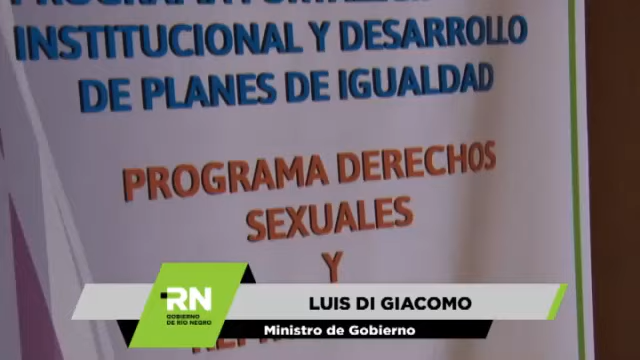 PROGRAMA
INSTITUCIONAL Y DESARROLLO
DE PLANES DE IGUALDAD
PROGRAMA DERECHOS
SEXUALES
Y
RN
GOBIERNO
DE RÍO NEGRO
LUIS DI GIACOMO
Ministro de Gobierno